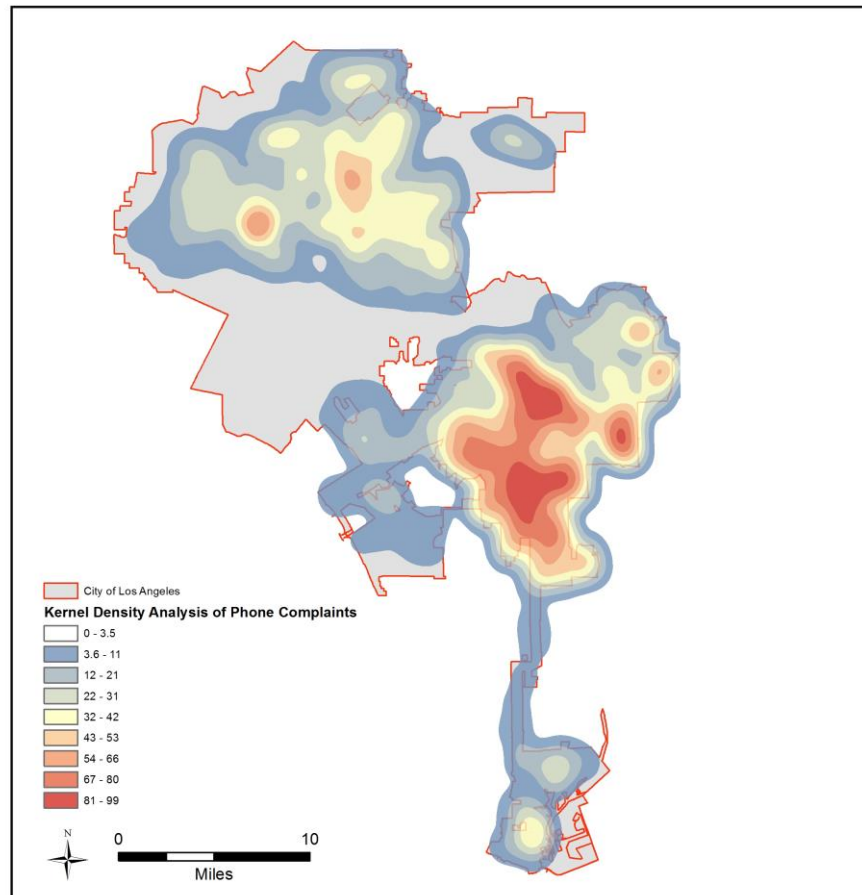 City of Los Angeles
Kernel Density Analysis of Phone Complaints
0 - 3.5
3.6 - 11
12 - 21
22 - 31
32 - 42
43 - 53
54 - 66
67 - 80
81 - 99
N
0 10
Miles